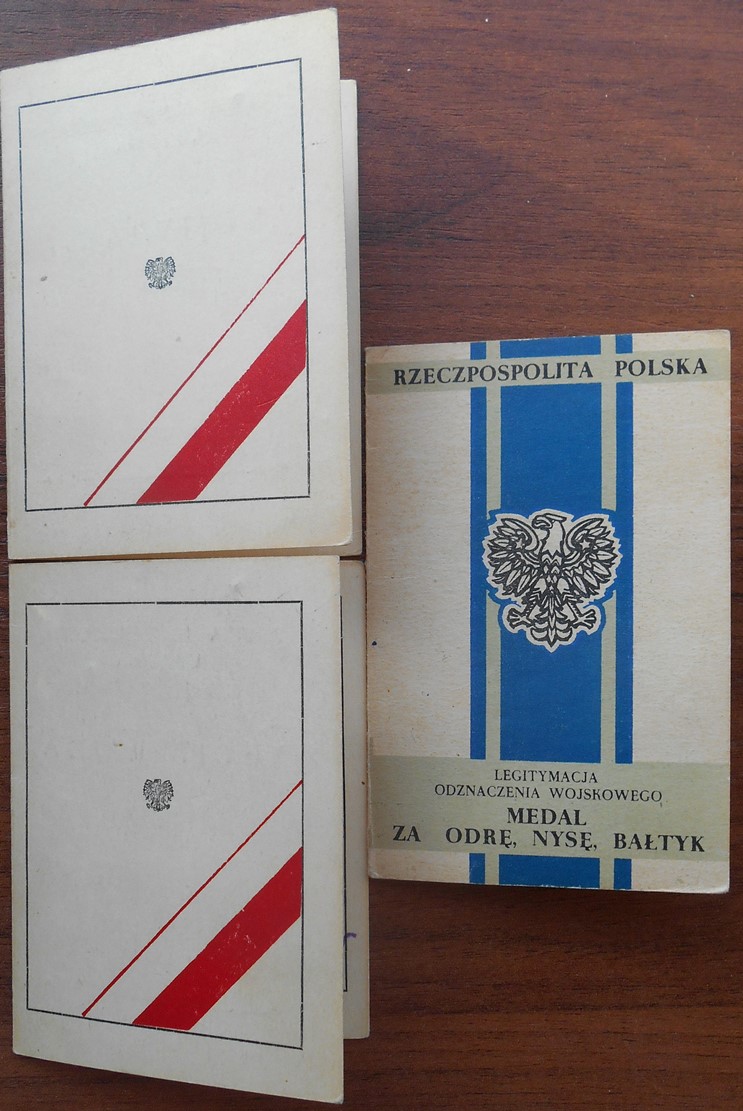 RZECZPOSPOLITA POLSKA
LEGITYMACJA
ODZNACZENIA WOJSKOWEGO
MEDAL
ZA ODRĘ, NYSĘ, BAŁTYK